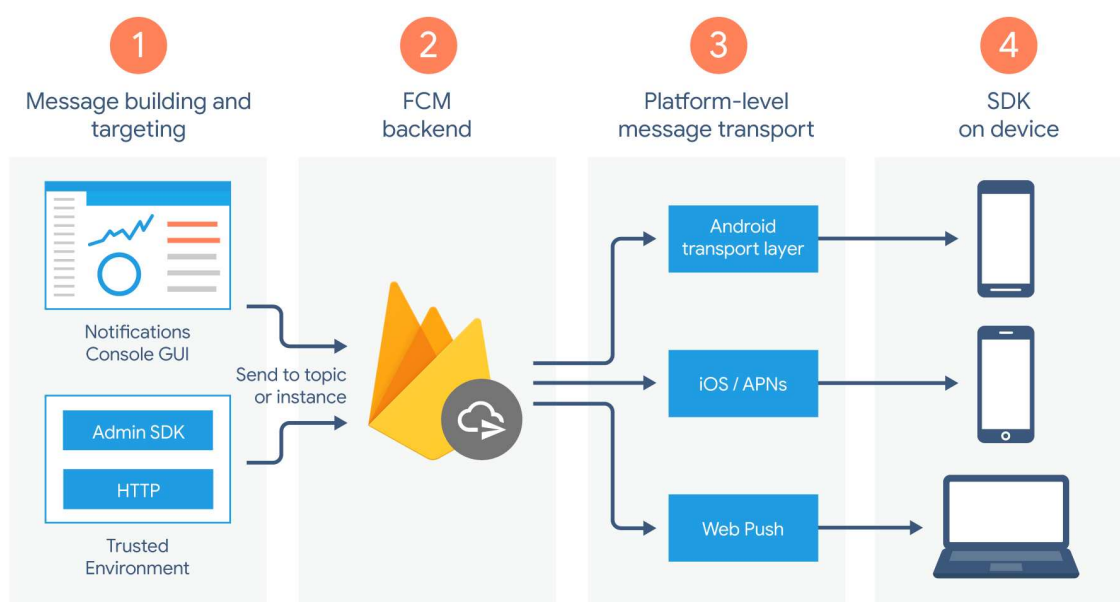 1
Message building and
targeting
2
FCM
backend
3
Platform-level
message transport
4
SDK
on device
Notifications
Console GUI
Send to topic
or instance
Admin SDK
HTTP
Trusted
Environment
Android
transport layer
iOS / APNs
Web Push